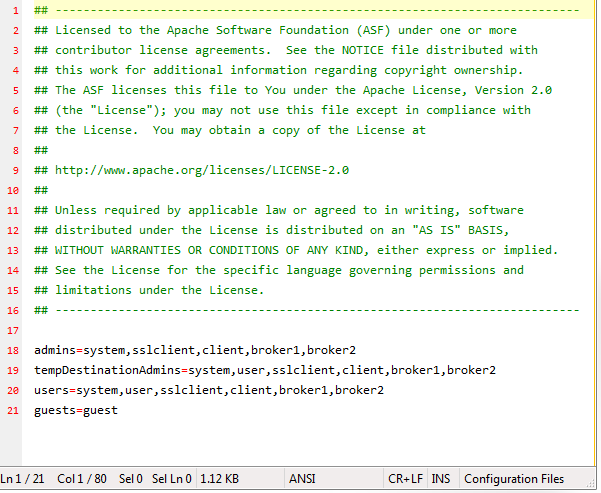 1 ## ---------------------------------------------------------------------------
2 ## Licensed to the Apache Software Foundation (ASF) under one or more
3 ## contributor license agreements.  See the NOTICE file distributed with
4 ## this work for additional information regarding copyright ownership.
5 ## The ASF licenses this file to You under the Apache License, Version 2.0
6 ## (the "License"); you may not use this file except in compliance with
7 ## the License.  You may obtain a copy of the License at
8 ##
9 ## http://www.apache.org/licenses/LICENSE-2.0
10 ##
11 ## Unless required by applicable law or agreed to in writing, software
12 ## distributed under the License is distributed on an "AS IS" BASIS,
13 ## WITHOUT WARRANTIES OR CONDITIONS OF ANY KIND, either express or implied.
14 ## See the License for the specific language governing permissions and
15 ## limitations under the License.
16 ## ---------------------------------------------------------------------------
17
18 admins=system,sslclient,client,broker1,broker2
19 tempDestinationAdmins=system,user,sslclient,client,broker1,broker2
20 users=system,user,sslclient,client,broker1,broker2
21 guests=guest
Ln 1 / 21 Col 1 / 80 Sel 0 Sel Ln 0 1.12 KB ANSI CR+LF INS Configuration Files